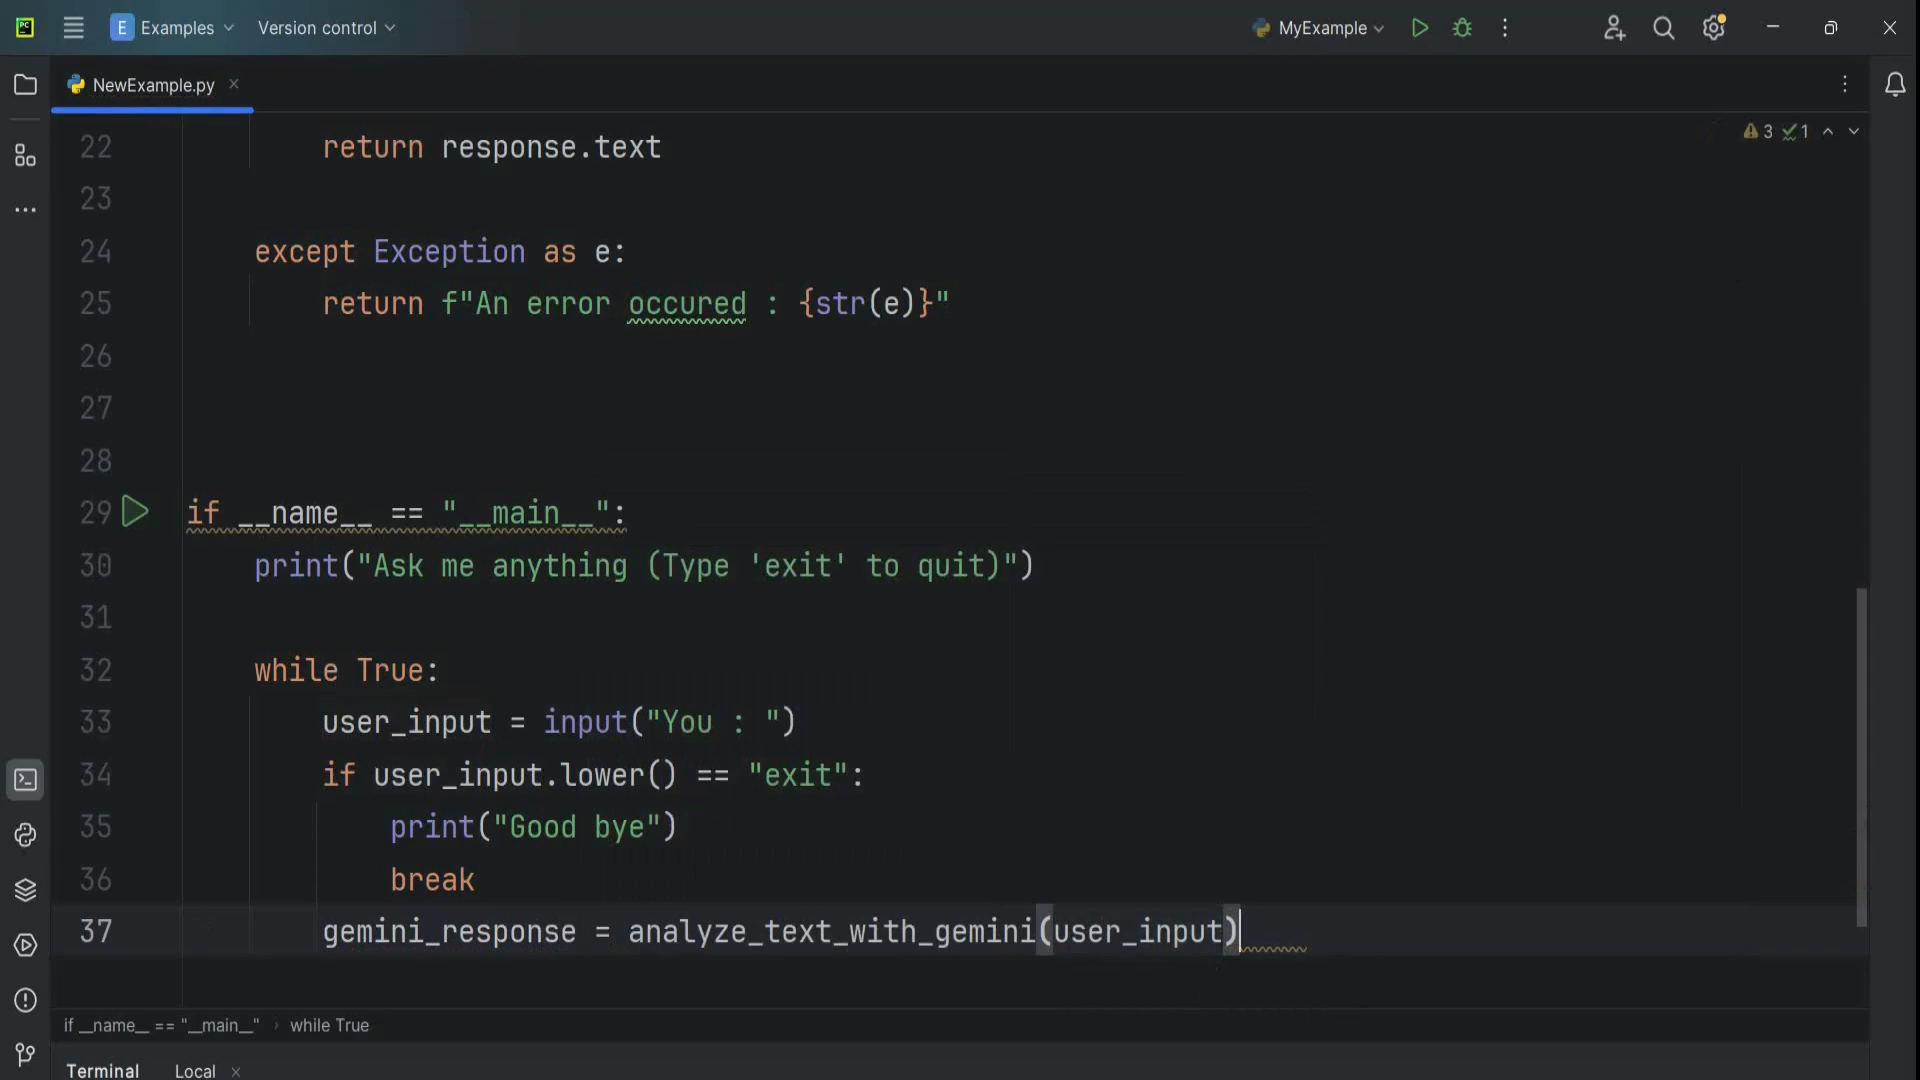 PC
E Examples Version control MyExample
NewExample.py
3 1
22 return response.text
23
24 except Exception as e:
25 return f"An error occured : {str(e)}"
26
27
28
29 if __name__ == "__main__":
30 print("Ask me anything (Type 'exit' to quit)")
31
32 while True:
33 user_input = input("You : ")
34 if user_input.lower() == "exit":
35 print("Good bye")
36 break
37 gemini_response = analyze_text_with_gemini(user_input)
if __name__ == "__main__" › while True
Terminal Local